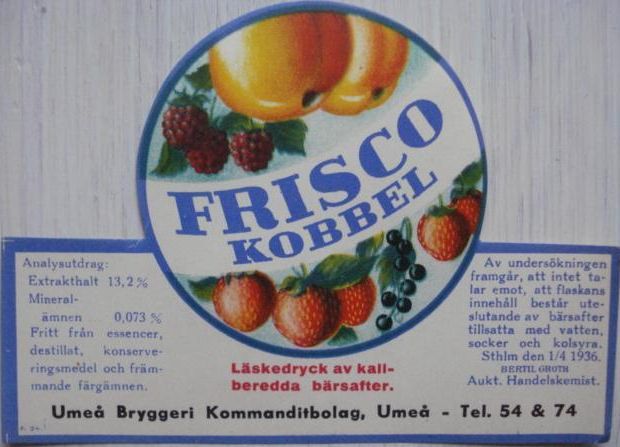 FRISCO
KOBBEL
Analysutdrag:
Extrakthalt 13,2 %
Mineral-
ämnen 0,073 %
Fritt från essencer,
destillat, konserve-
ringsmedel och från-
mande färgämnen.
Läskedryck av kall-
beredda bärsafter.
Av undersökningen
framgår, att intet ta-
lar emot, att flaskans
innehåll består ute-
slutande av bärsafter
tillsatta med vatten,
socker och kolsyra.
Sthlm den 1/4 1936.
BERTIL GROTH
Aukt. Handelskemist.
Umeå Bryggeri Kommanditbolag, Umeå - Tel. 54 & 74